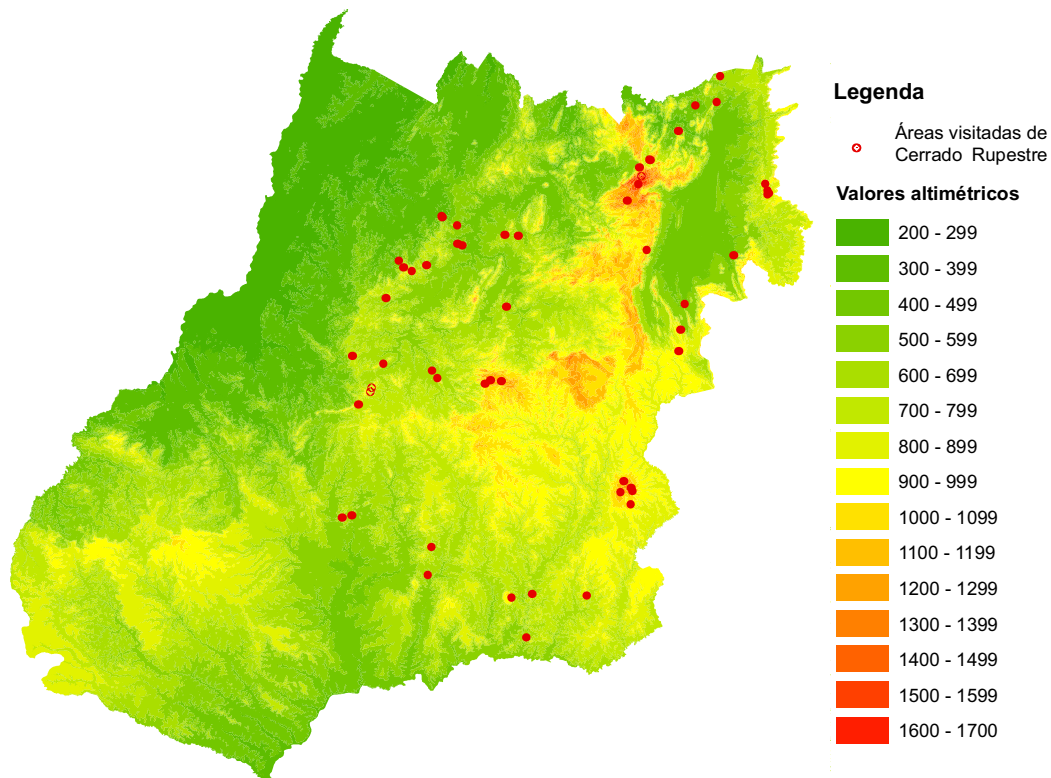 Legenda
Áreas visitadas de
Cerrado Rupestre
Valores altimétricos
200 - 299
300 - 399
400 - 499
500 - 599
600 - 699
700 - 799
800 - 899
900 - 999
1000 - 1099
1100 - 1199
1200 - 1299
1300 - 1399
1400 - 1499
1500 - 1599
1600 - 1700